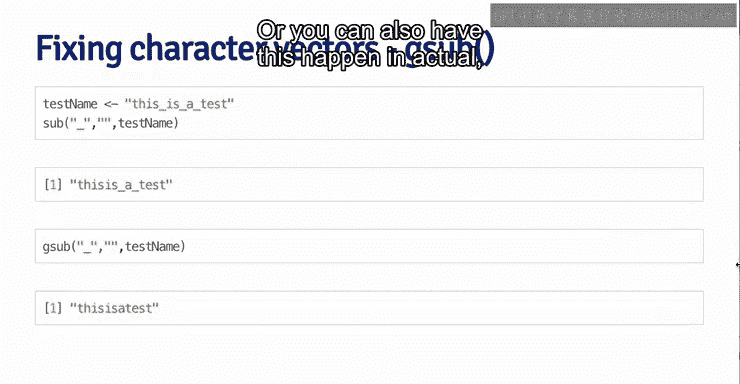 Or you can also have
this happen in actual,
Fixing character vectors - gsub()
testName <- "this_is_a_test"
sub("_","",testName)
[1] "thisis_a_test"
gsub("_","",testName)
[1] "thisisatest"